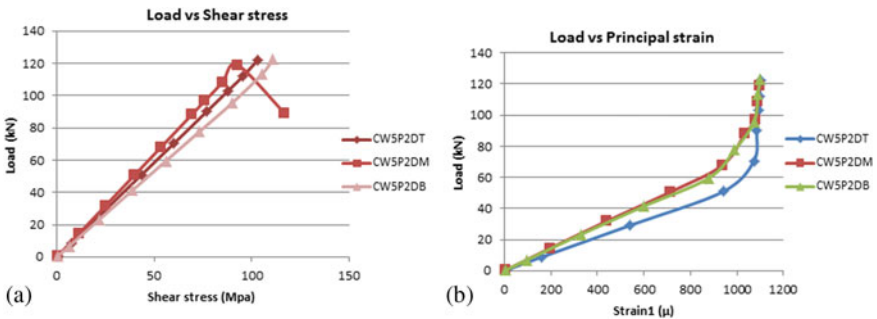 Load vs Shear stress
140
120
100
80
60
40
20
0
0 50 100 150
Load (kN)
Shear stress (Mpa)
CW5P2DT
CW5P2DM
CW5P2DB
(a)
Load vs Principal strain
140
120
100
80
60
40
20
0
0 200 400 600 800 1000 1200
Load (kN)
Strain1 (μ)
CW5P2DT
CW5P2DM
CW5P2DB
(b)